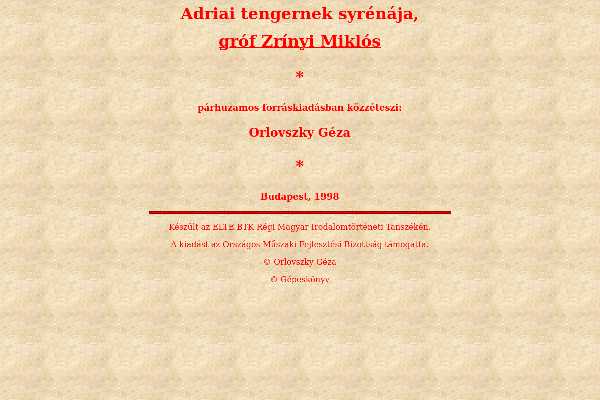 Adriai tengernek syrénája,
gróf Zrínyi Miklós
*
párhuzamos forráskiadásban közzéteszi:
Orlovszky Géza
*
Budapest, 1998
Készült az ELTE BTK Régi Magyar Irodalomtörténeti Tanszékén.
A kiadást az Országos Műszaki Fejlesztési Bizottság támogatta.
© Orlovszky Géza
© Gépeskönyv